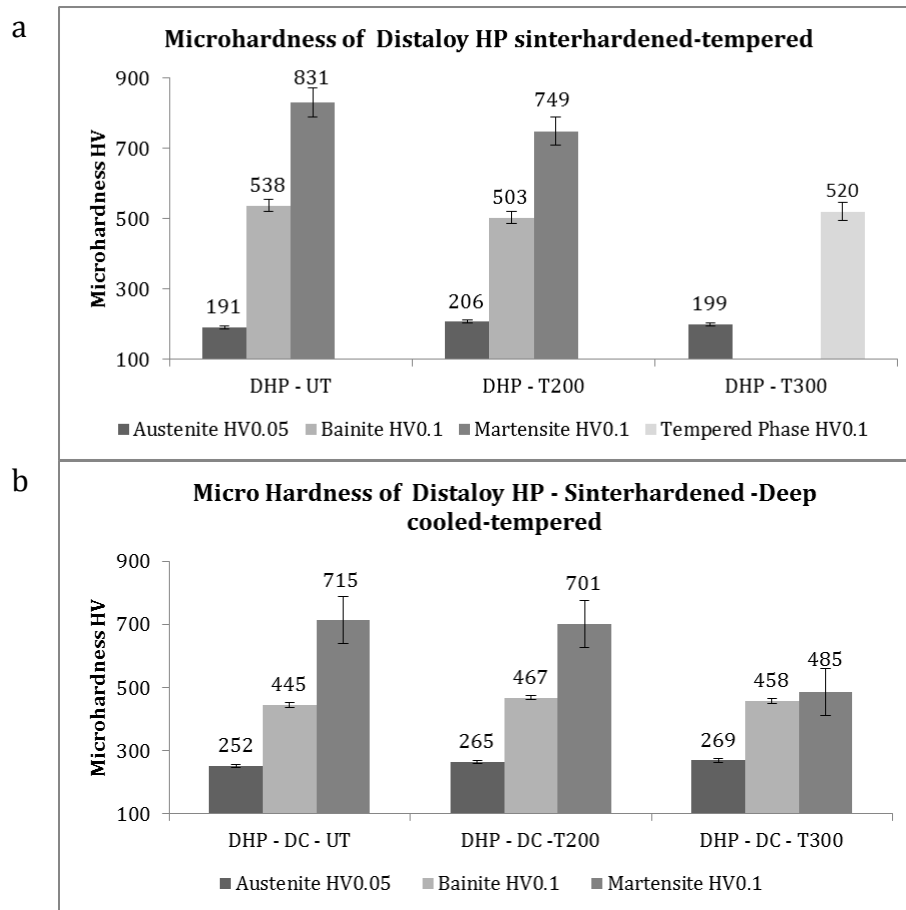 a
Microhardness of Distaloy HP sinterhardened-tempered
Microhardness HV
900
700
500
300
100
191
538
831
206
503
749
199
520
DHP - UT
DHP - T200
DHP - T300
Austenite HV0.05
Bainite HV0.1
Martensite HV0.1
Tempered Phase HV0.1
b
Micro Hardness of Distaloy HP - Sinterhardened -Deep
cooled-tempered
Microhardness HV
900
700
500
300
100
252
445
715
265
467
701
269
458
485
DHP - DC - UT
DHP - DC -T200
DHP - DC - T300
Austenite HV0.05
Bainite HV0.1
Martensite HV0.1